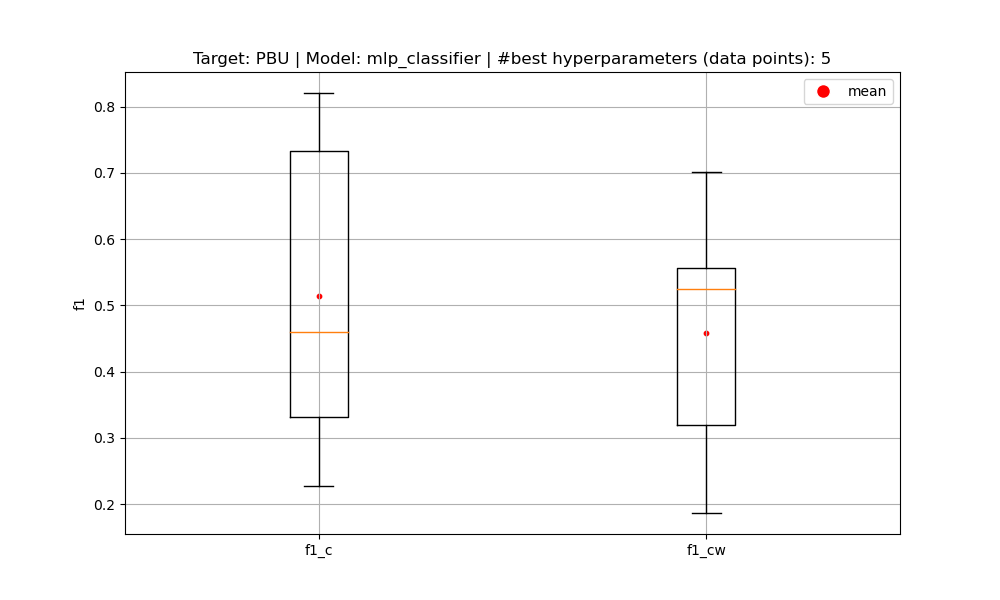 Target: PBU | Model: mlp_classifier | #best hyperparameters (data points): 5
mean
0.8
0.7
0.6
0.5
0.4
0.3
0.2
f1
f1_c
f1_cw